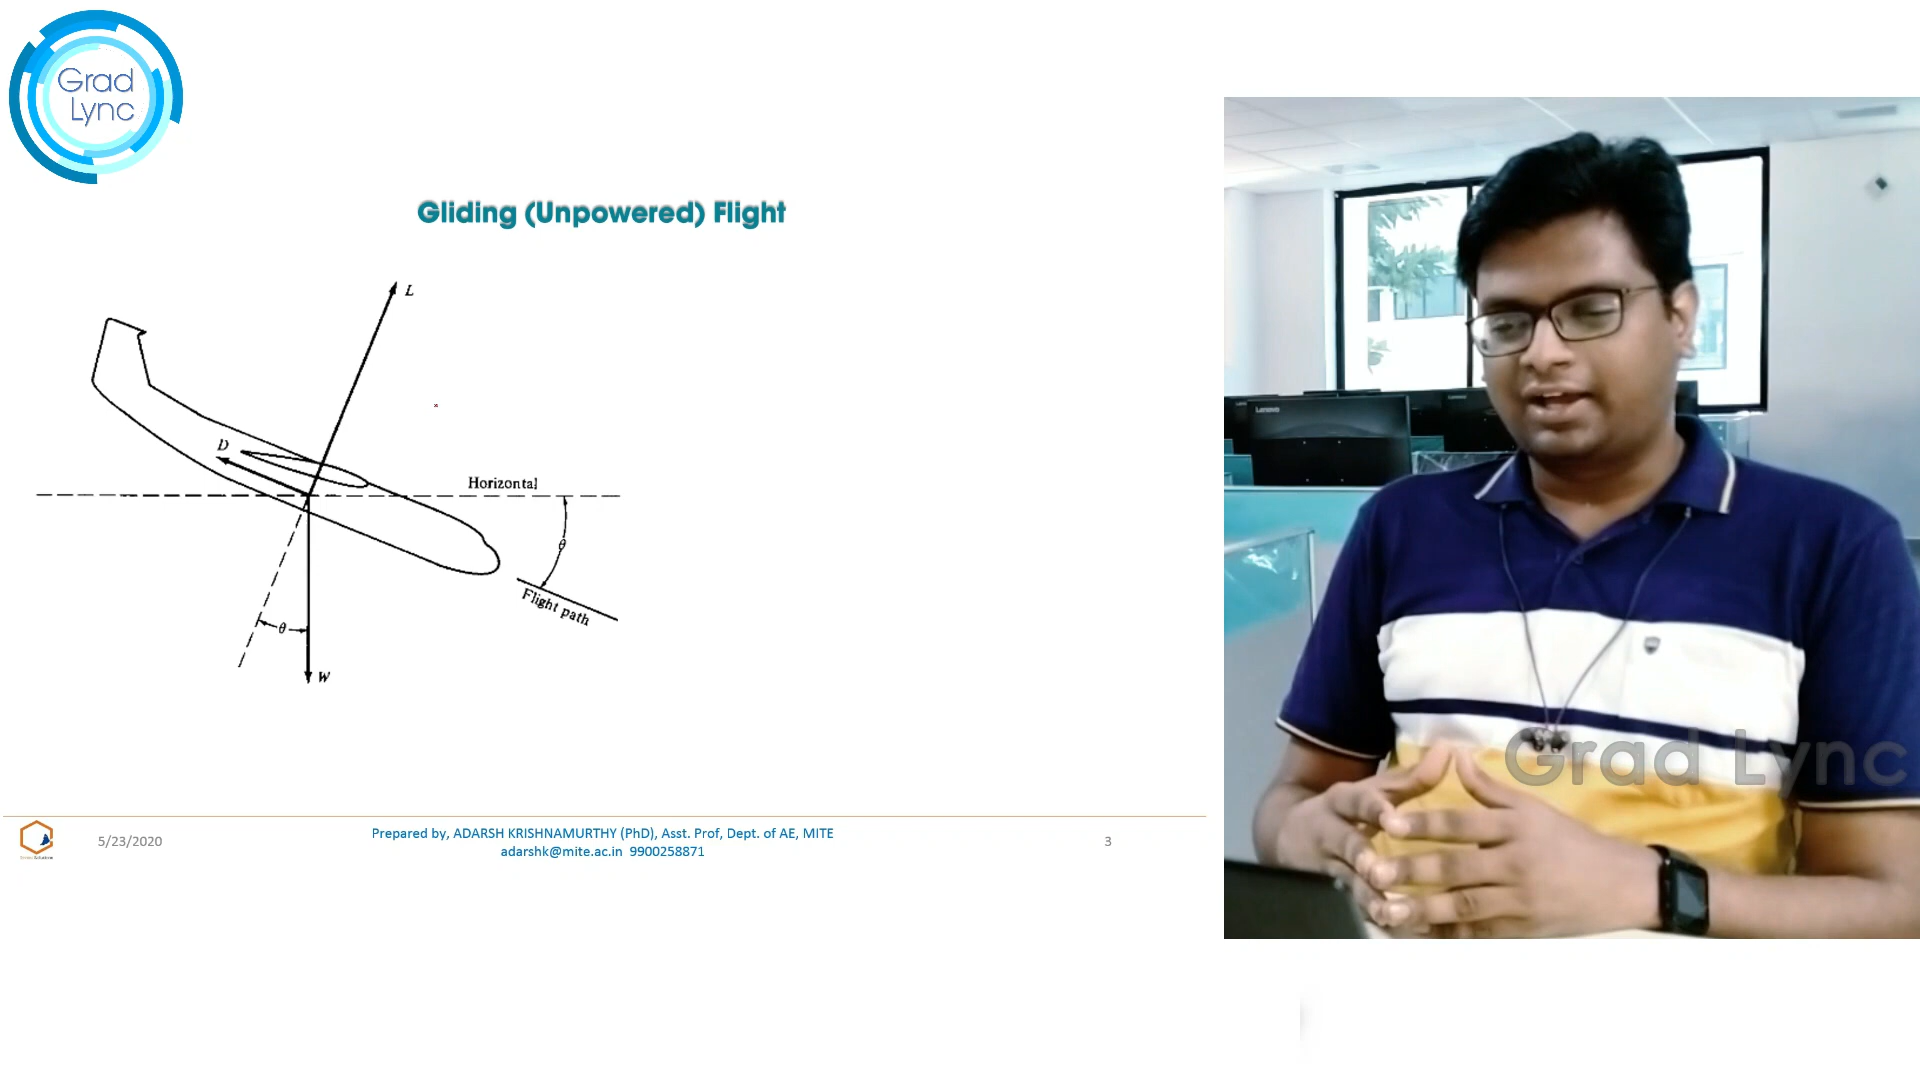 Grad
Lync
Gliding (Unpowered) Flight
L
D
Horizontal
θ
Flight path
θ
W
5/23/2020
Prepared by, ADARSH KRISHNAMURTHY (PhD), Asst. Prof, Dept. of AE, MITE
adarshk@mite.ac.in 9900258871
3
Lenovo
Grad Lync